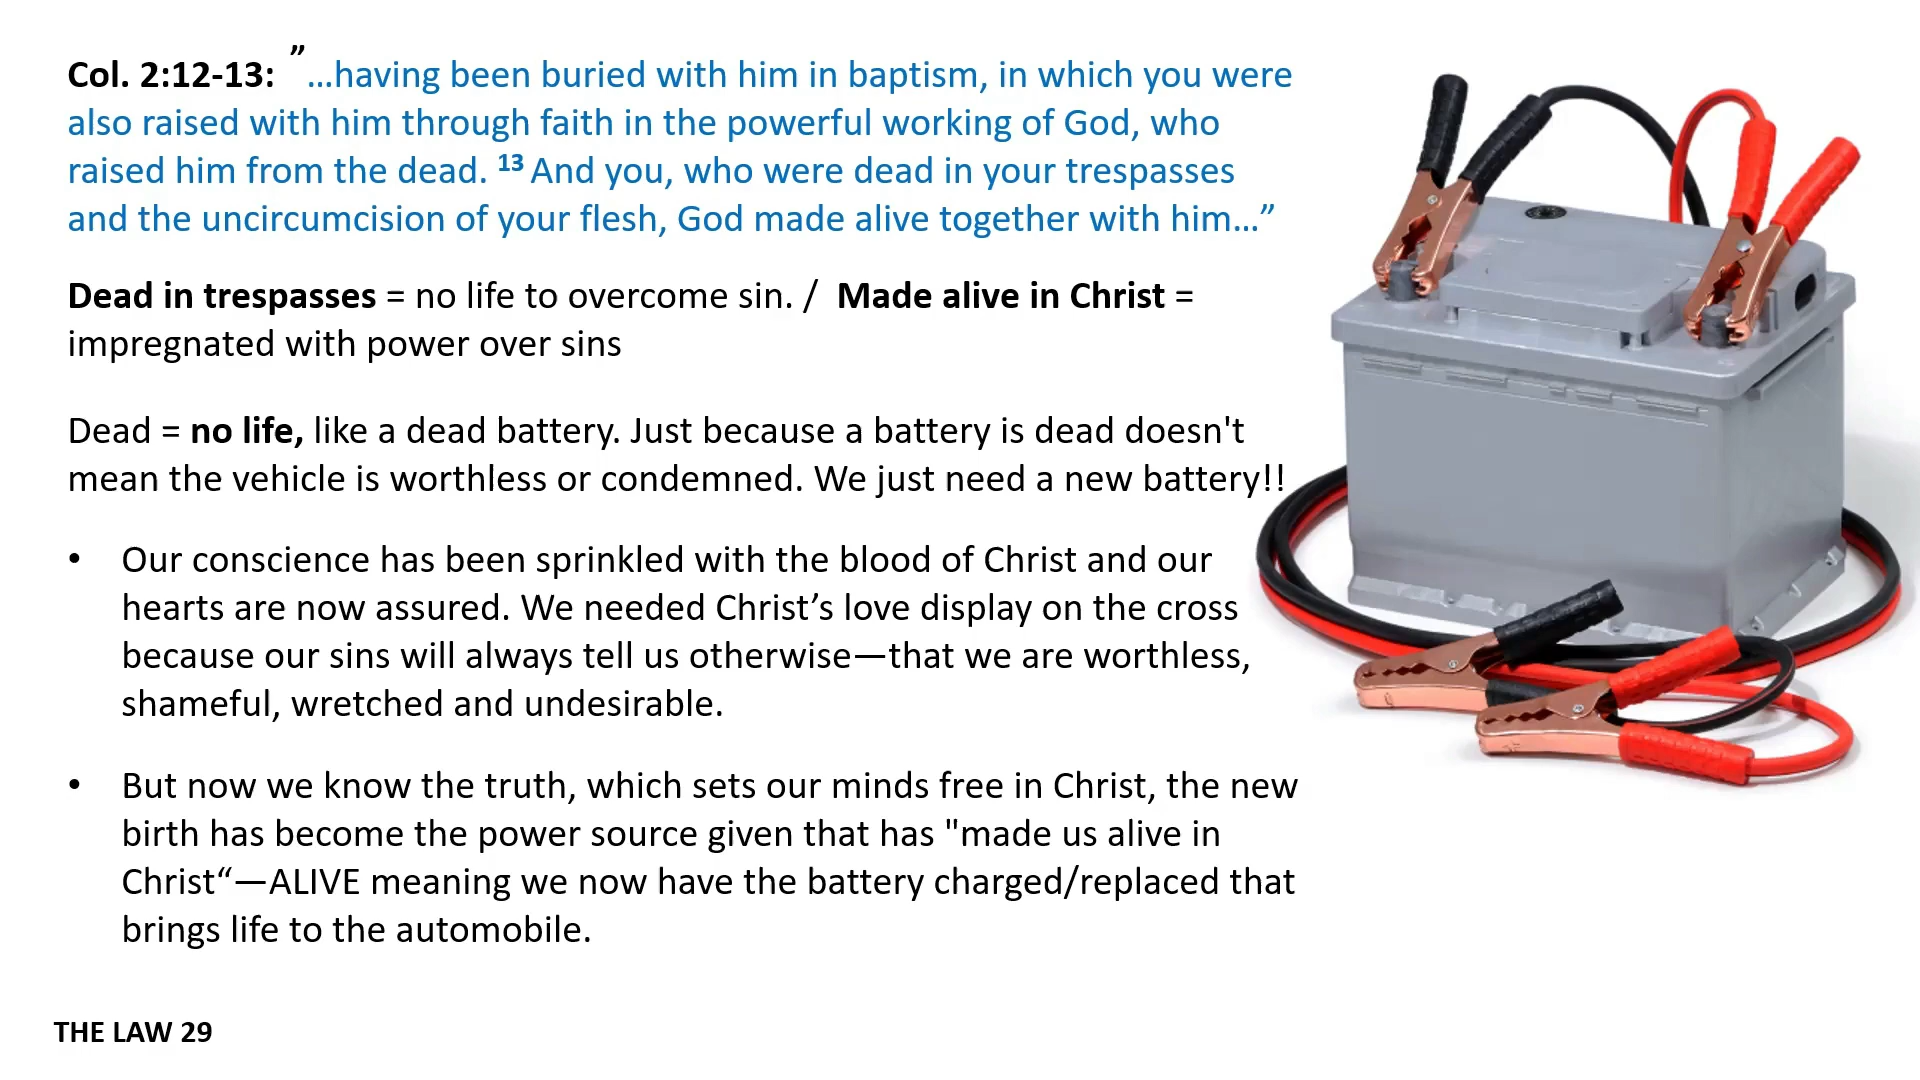 Col. 2:12-13: ”…having been buried with him in baptism, in which you were
also raised with him through faith in the powerful working of God, who
raised him from the dead. 13 And you, who were dead in your trespasses
and the uncircumcision of your flesh, God made alive together with him…”
Dead in trespasses = no life to overcome sin. / Made alive in Christ =
impregnated with power over sins
Dead = no life, like a dead battery. Just because a battery is dead doesn't
mean the vehicle is worthless or condemned. We just need a new battery!!
• Our conscience has been sprinkled with the blood of Christ and our
hearts are now assured. We needed Christ’s love display on the cross
because our sins will always tell us otherwise—that we are worthless,
shameful, wretched and undesirable.
• But now we know the truth, which sets our minds free in Christ, the new
birth has become the power source given that has "made us alive in
Christ“—ALIVE meaning we now have the battery charged/replaced that
brings life to the automobile.
THE LAW 29